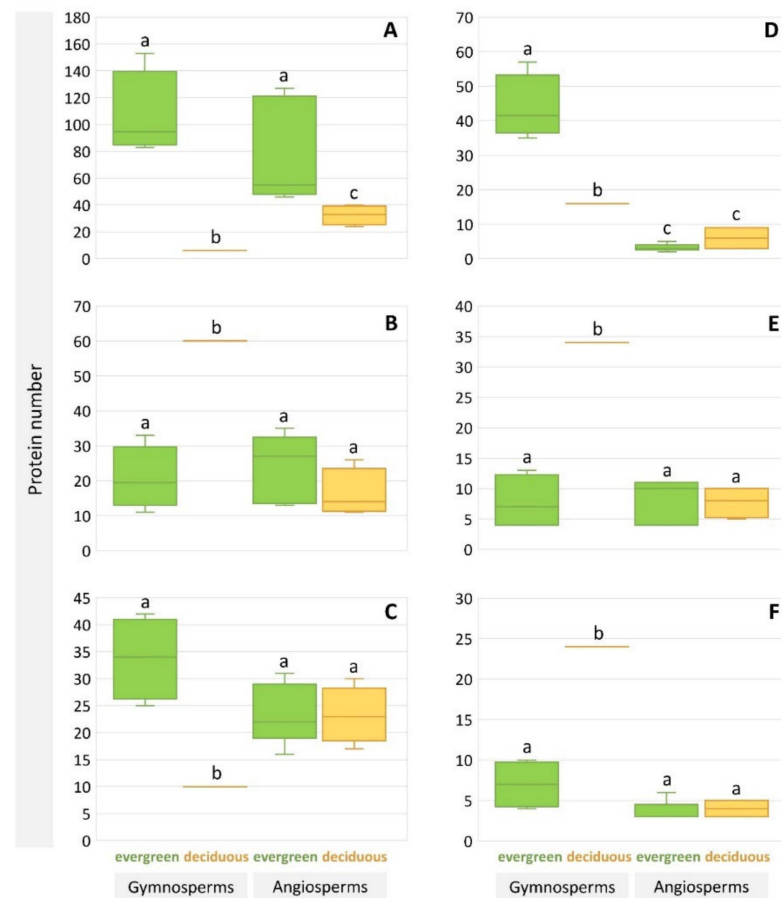 Protein number
A
180
160
140
120
100
80
60
40
20
0
a
b
a
c
D
70
60
50
40
30
20
10
0
a
b
c
c
B
70
60
50
40
30
20
10
0
a
b
a
a
E
40
35
30
25
20
15
10
5
0
a
b
a
a
C
45
40
35
30
25
20
15
10
5
0
a
b
a
a
F
30
25
20
15
10
5
0
a
b
a
a
evergreen deciduous evergreen deciduous
Gymnosperms Angiosperms
evergreen deciduous evergreen deciduous
Gymnosperms Angiosperms